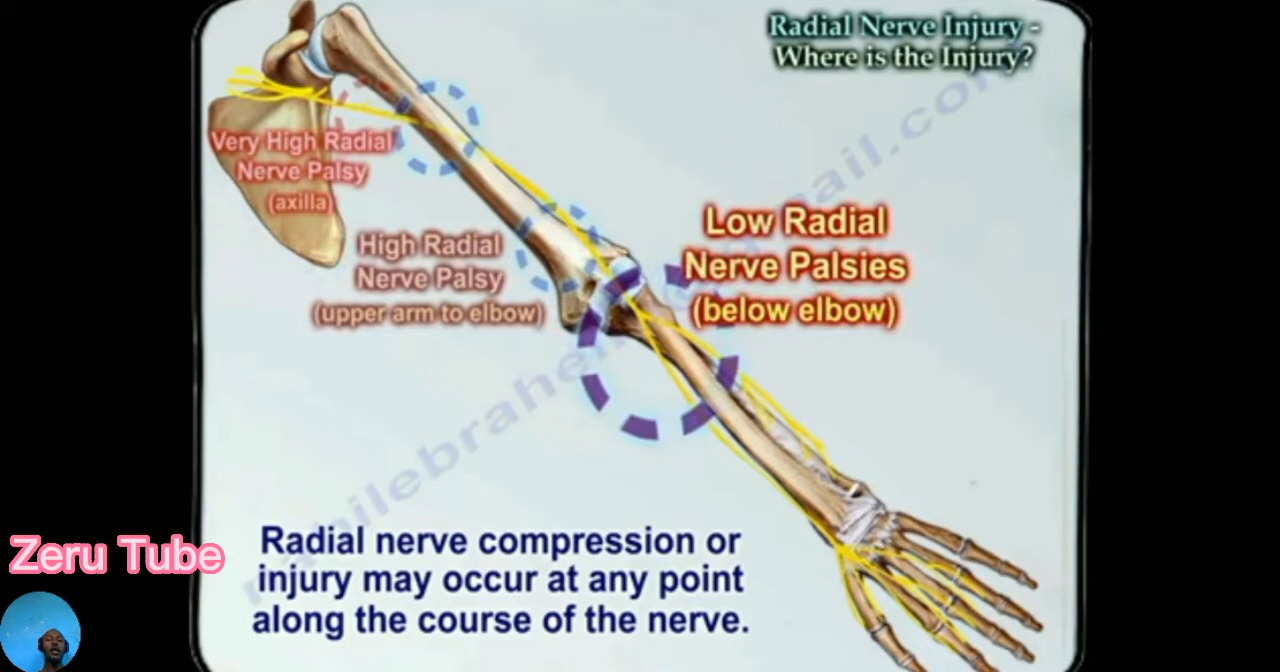 Radial Nerve Injury -
Where is the Injury?
Very High Radial
Nerve Palsy
(axilla)
High Radial
Nerve Palsy
(upper arm to elbow)
Low Radial
Nerve Palsies
(below elbow)
Radial nerve compression or
injury may occur at any point
along the course of the nerve.
Zeru Tube